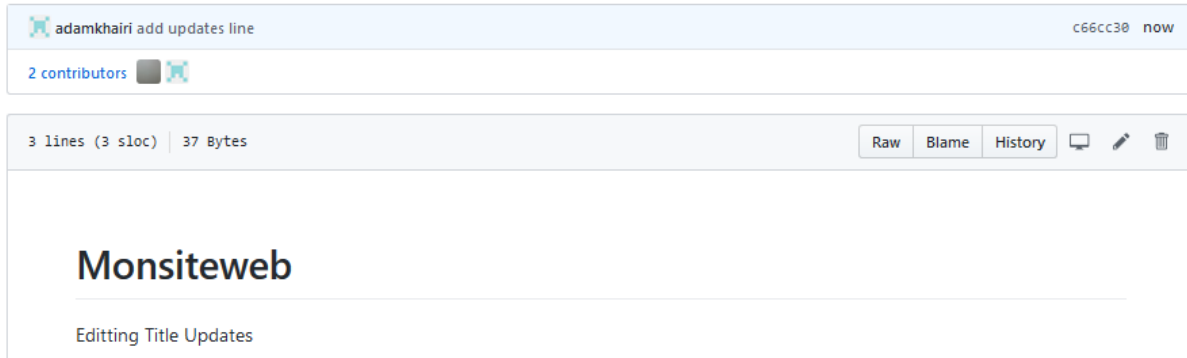 adamkhairi add updates line c66cc30 now
2 contributors
3 lines (3 sloc) 37 Bytes Raw Blame History
Monsiteweb
Editting Title Updates